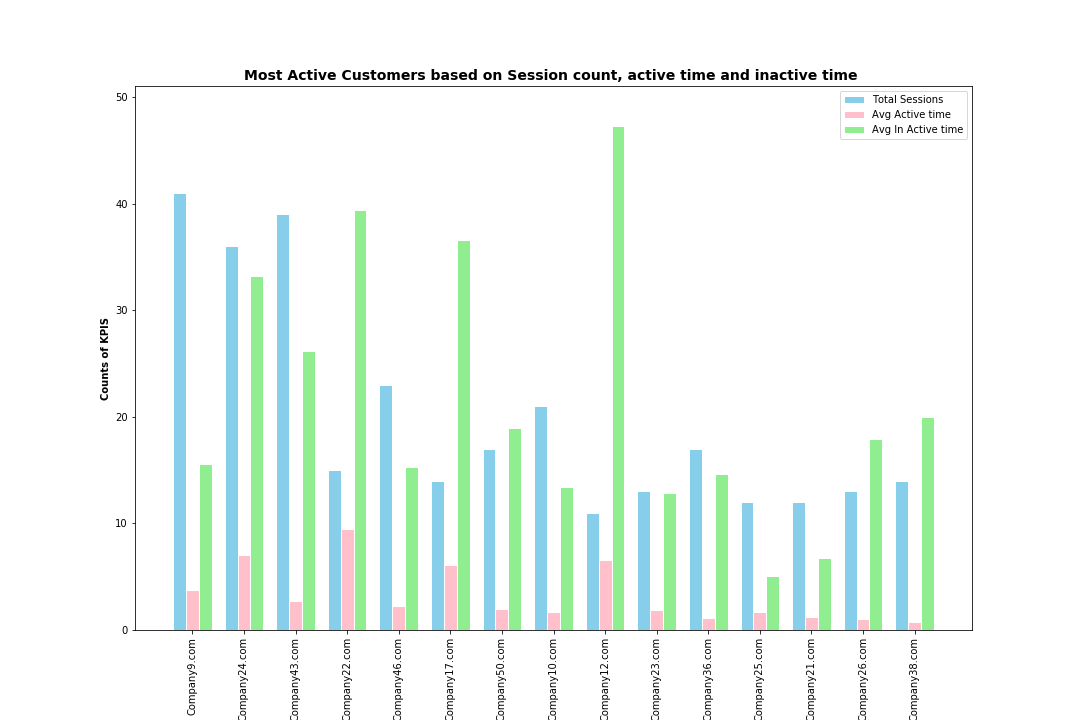 Most Active Customers based on Session count, active time and inactive time
Total Sessions
Avg Active time
Avg In Active time
Counts of KPIS
50
40
30
20
10
0
Company9.com
Company24.com
Company43.com
Company22.com
Company46.com
Company17.com
Company50.com
Company10.com
Company12.com
Company23.com
Company36.com
Company25.com
Company21.com
Company26.com
Company38.com